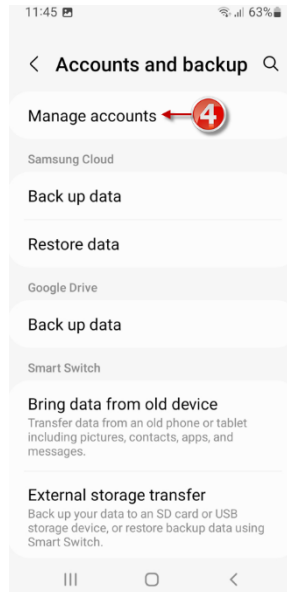 11:45 63%
Accounts and backup
Manage accounts 4
Samsung Cloud
Back up data
Restore data
Google Drive
Back up data
Smart Switch
Bring data from old device
Transfer data from an old phone or tablet
including pictures, contacts, apps, and
messages.
External storage transfer
Back up your data to an SD card or USB
storage device, or restore backup data using
Smart Switch.